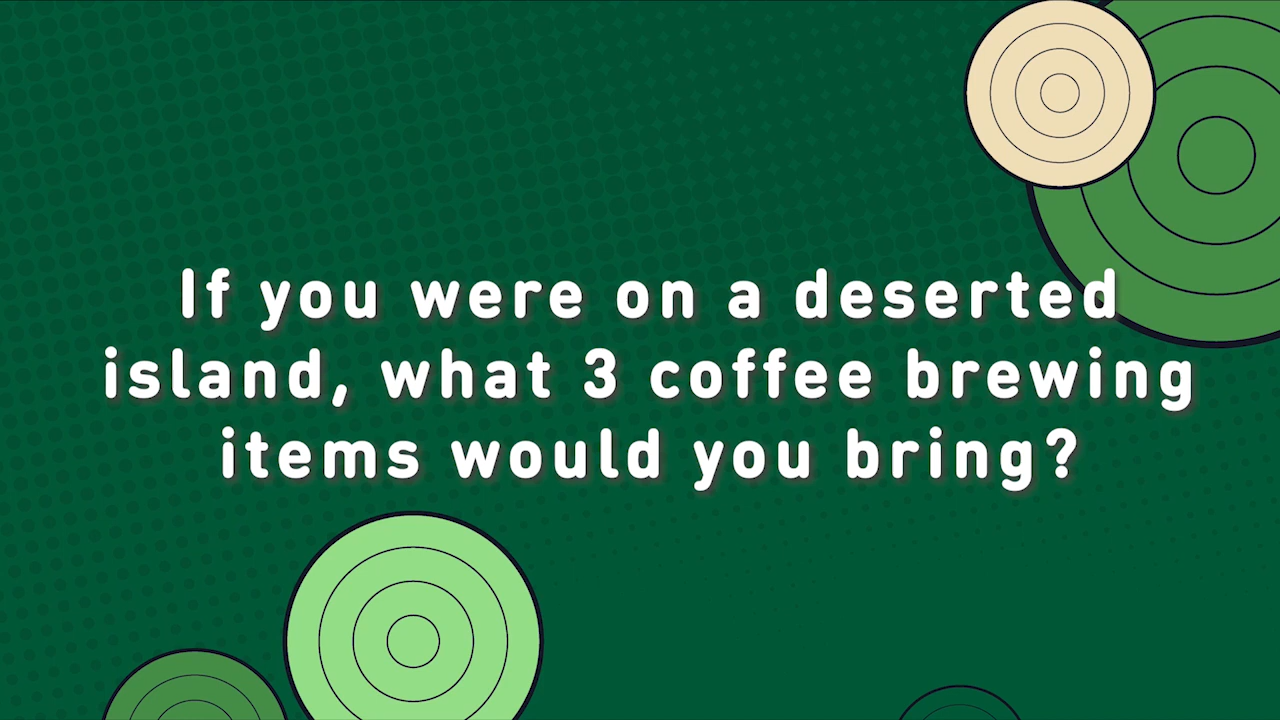 If you were on a deserted
island, what 3 coffee brewing
items would you bring?